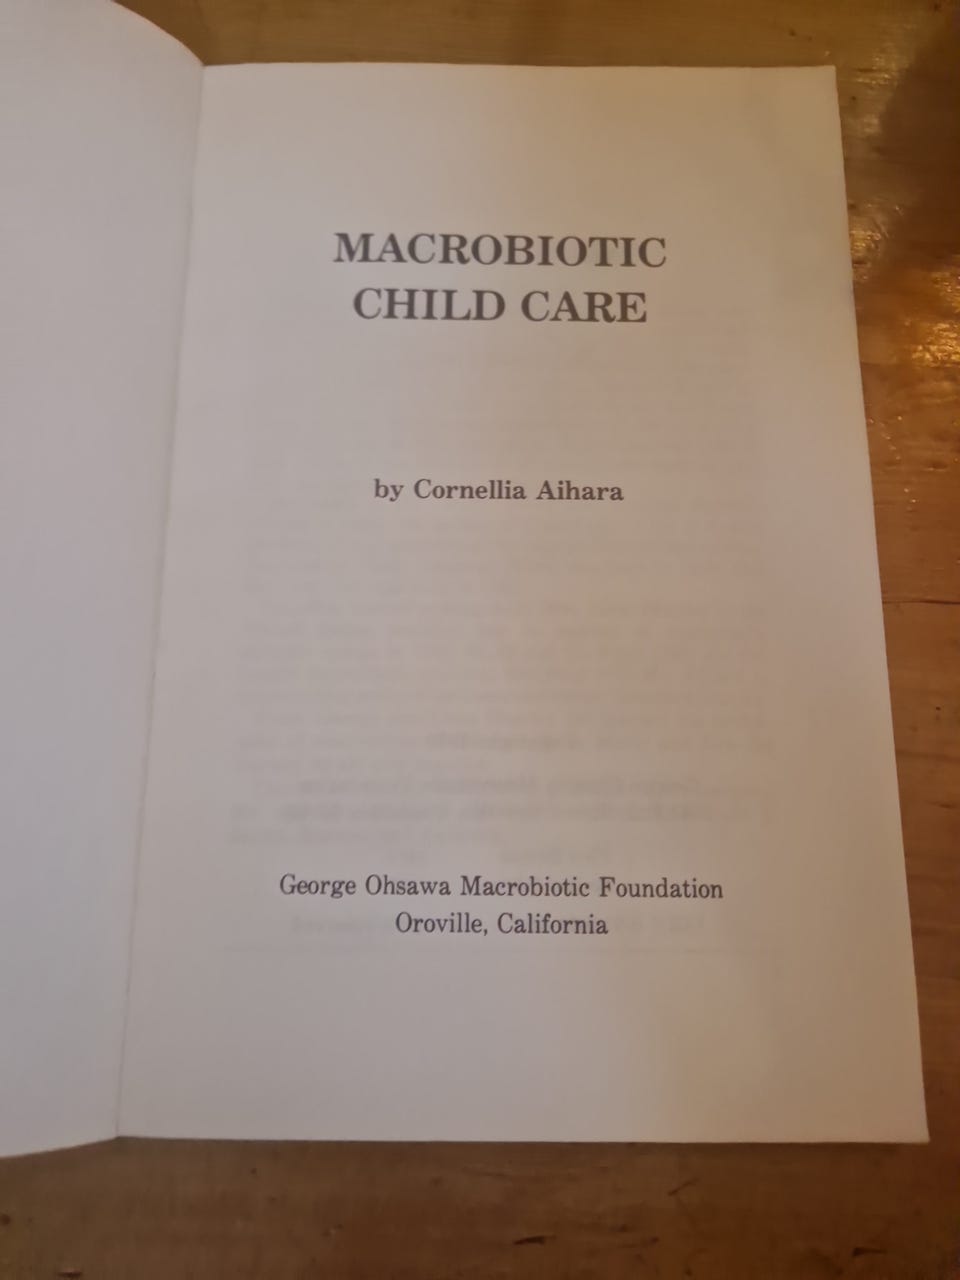 MACROBIOTIC
CHILD CARE
by Cornellia Aihara
George Ohsawa Macrobiotic Foundation
Oroville, California